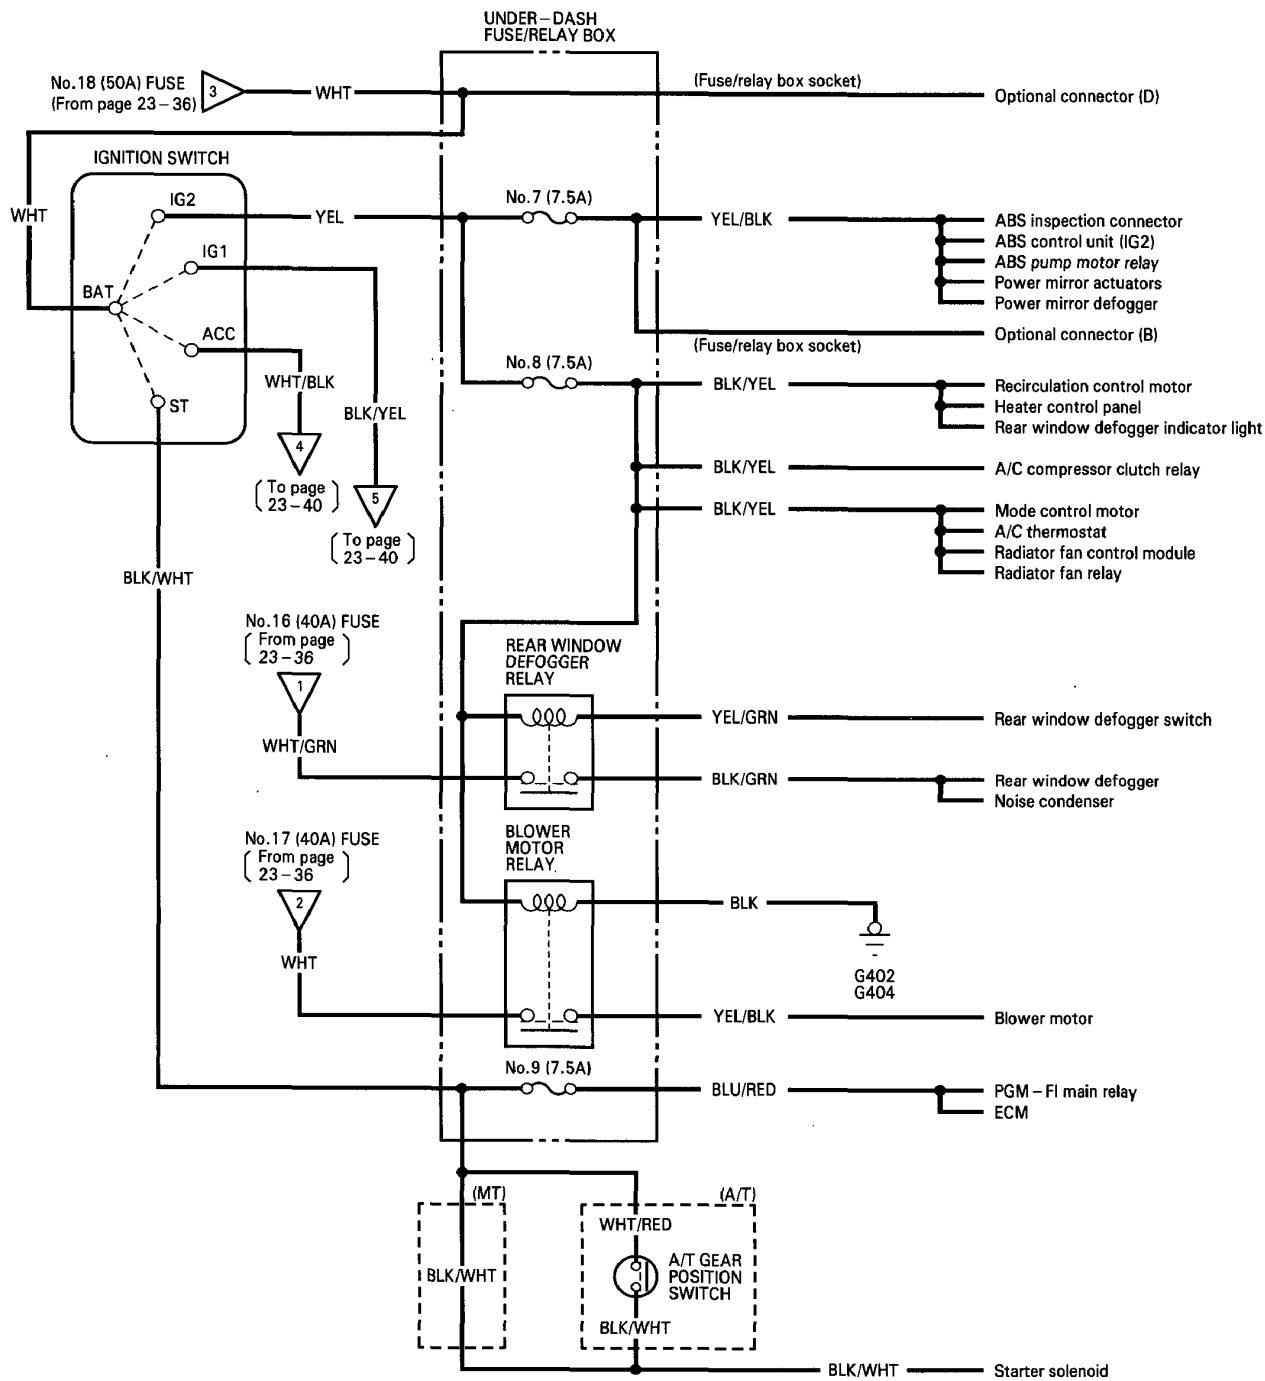 UNDER–DASH
FUSE/RELAY BOX
No.18 (50A) FUSE
(From page 23–36)
3
WHT
(Fuse/relay box socket)
Optional connector (D)
IGNITION SWITCH
WHT
IG2
YEL
No.7 (7.5A)
YEL/BLK
ABS inspection connector
ABS control unit (IG2)
ABS pump motor relay
Power mirror actuators
Power mirror defogger
IG1
BAT
ACC
ST
Optional connector (B)
(Fuse/relay box socket)
No.8 (7.5A)
WHT/BLK
BLK/YEL
4
(To page
23–40)
5
(To page
23–40)
BLK/YEL
Recirculation control motor
Heater control panel
Rear window defogger indicator light
BLK/YEL
A/C compressor clutch relay
BLK/YEL
Mode control motor
A/C thermostat
Radiator fan control module
Radiator fan relay
BLK/WHT
No.16 (40A) FUSE
(From page
23–36)
1
WHT/GRN
REAR WINDOW
DEFOGGER
RELAY
YEL/GRN
Rear window defogger switch
BLK/GRN
Rear window defogger
Noise condenser
No.17 (40A) FUSE
(From page
23–36)
2
WHT
BLOWER
MOTOR
RELAY
BLK
G402
G404
YEL/BLK
Blower motor
No.9 (7.5A)
BLU/RED
PGM–FI main relay
ECM
(MT)
BLK/WHT
(A/T)
WHT/RED
A/T GEAR
POSITION
SWITCH
BLK/WHT
BLK/WHT
Starter solenoid